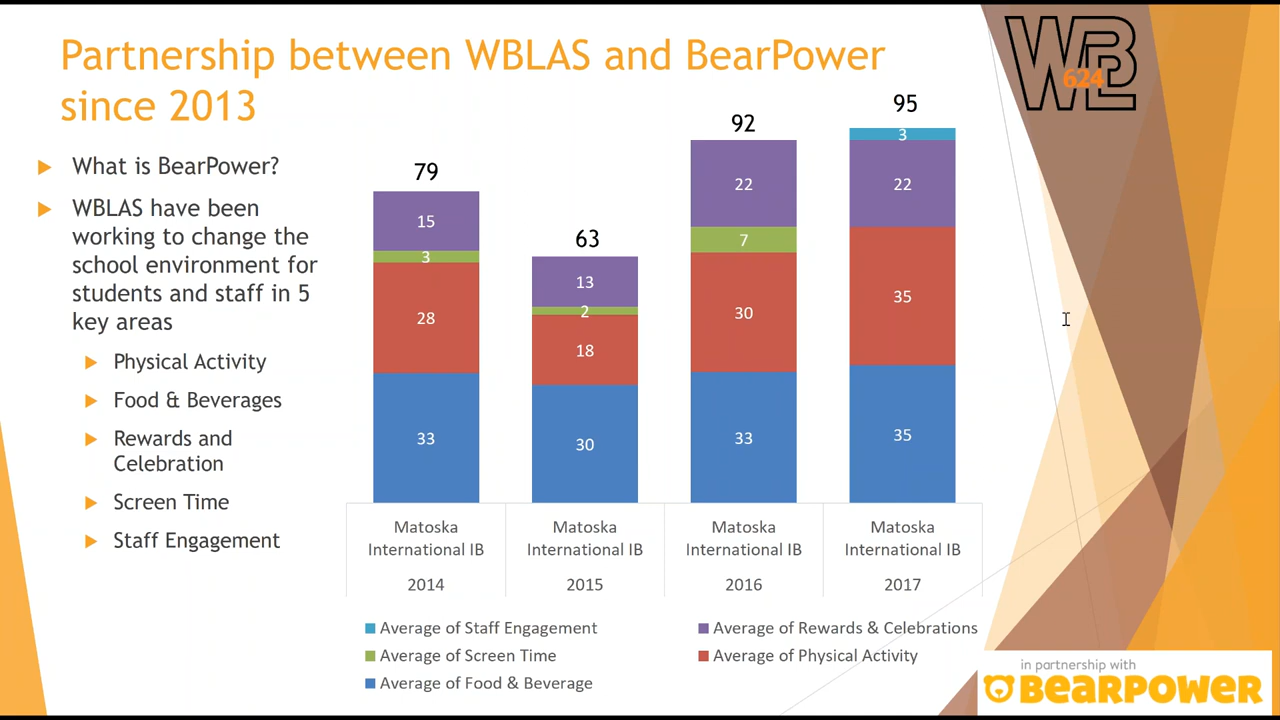 Partnership between WBLAS and BearPower
since 2013
WBL
624
What is BearPower?
WBLAS have been
working to change the
school environment for
students and staff in 5
key areas
Physical Activity
Food & Beverages
Rewards and
Celebration
Screen Time
Staff Engagement
79
15
3
28
33
63
13
2
18
30
92
22
7
30
33
95
3
22
35
35
Matoska International IB
2014
Matoska International IB
2015
Matoska International IB
2016
Matoska International IB
2017
Average of Staff Engagement
Average of Rewards & Celebrations
Average of Screen Time
Average of Physical Activity
Average of Food & Beverage
in partnership with
BEARPOWER